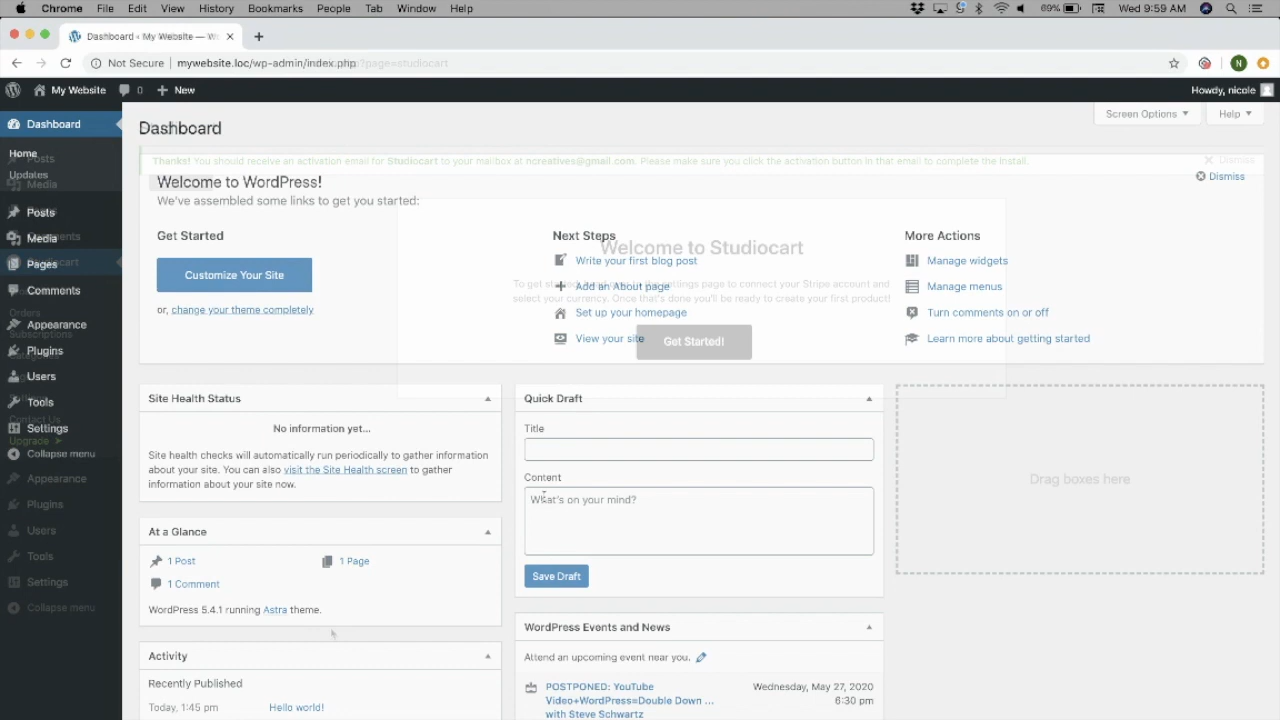 Chrome File Edit View History Bookmarks People Tab Window Help 69% Wed 9:59 AM
Dashboard ‹ My Website — W
Not Secure mywebsite.loc/wp-admin/index.php?page=studiocart
N
My Website 0 New Howdy, nicole
Dashboard
Home
Posts
Updates
Media
Posts
Media
Comments
Pages
Comments
Orders
Appearance
Subscriptions
Plugins
Users
Tools
Contact Us
Settings
Upgrade ➤
Collapse menu
Appearance
Plugins
Users
Tools
Settings
Collapse menu
Dashboard
Screen Options Help
Thanks! You should receive an activation email for Studiocart to your mailbox at ncreatives@gmail.com. Please make sure you click the activation button in that email to complete the install.
Dismiss
Welcome to WordPress!
Dismiss
We've assembled some links to get you started:
Get Started
Customize Your Site
or, change your theme completely
Next Steps
Write your first blog post
Add an About page
Set up your homepage
View your site
More Actions
Manage widgets
Manage menus
Turn comments on or off
Learn more about getting started
Welcome to Studiocart
settings page to connect your Stripe account and
select your currency. Once that's done you'll be ready to create your first product!
Get Started!
Site Health Status
No information yet...
Site health checks will automatically run periodically to gather information
about your site. You can also visit the Site Health screen to gather
information about your site now.
At a Glance
1 Post 1 Page
1 Comment
WordPress 5.4.1 running Astra theme.
Activity
Recently Published
Today, 1:45 pm Hello world!
Quick Draft
Title
Content
What's on your mind?
Save Draft
WordPress Events and News
Attend an upcoming event near you.
POSTPONED: YouTube Wednesday, May 27, 2020
Video+WordPress=Double Down ... 6:30 pm
with Steve Schwartz
Drag boxes here